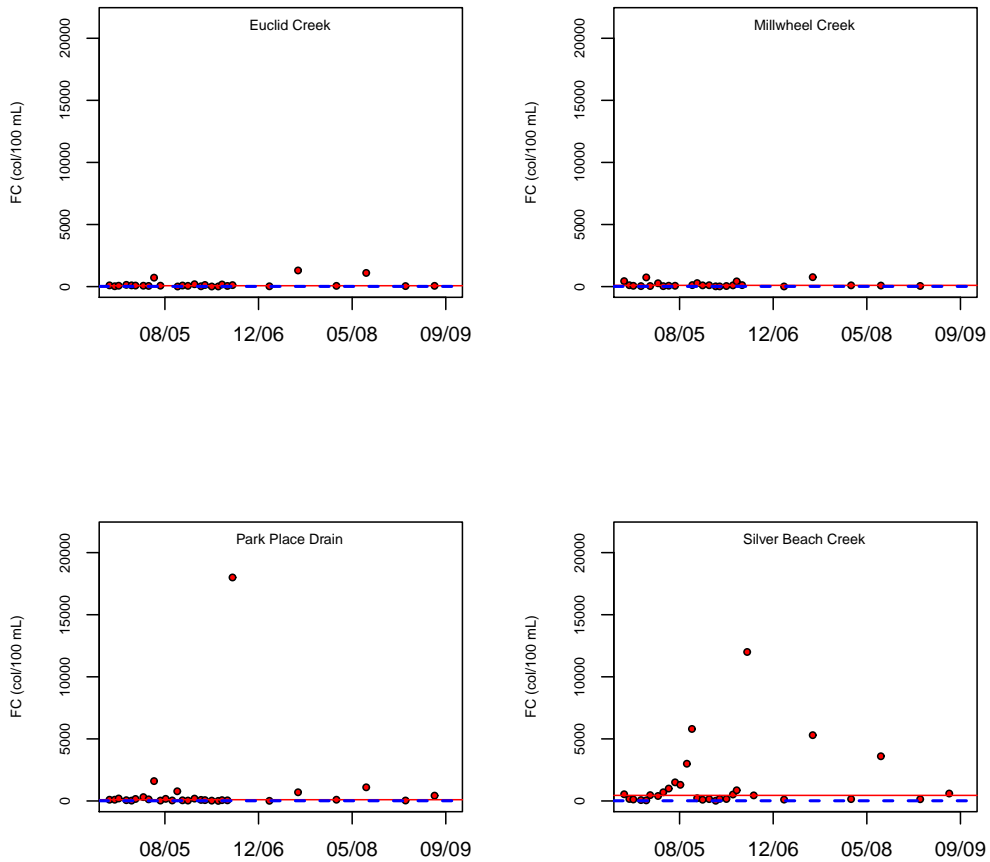 Euclid Creek
FC (col/100 mL)
20000
15000
10000
5000
0
08/05 12/06 05/08 09/09
Millwheel Creek
FC (col/100 mL)
20000
15000
10000
5000
0
08/05 12/06 05/08 09/09
Park Place Drain
FC (col/100 mL)
20000
15000
10000
5000
0
08/05 12/06 05/08 09/09
Silver Beach Creek
FC (col/100 mL)
20000
15000
10000
5000
0
08/05 12/06 05/08 09/09